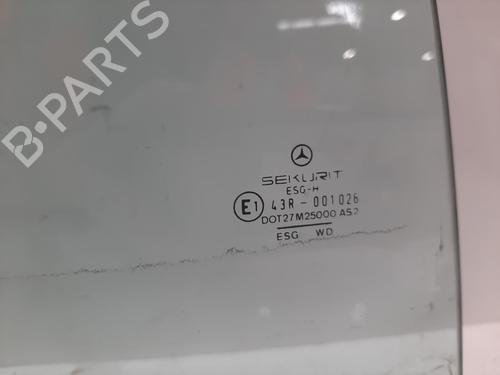 B-PARTS
SEKURIT
ESG-H
E1 43R-001026
DOT27M25000 AS2
ESG WD